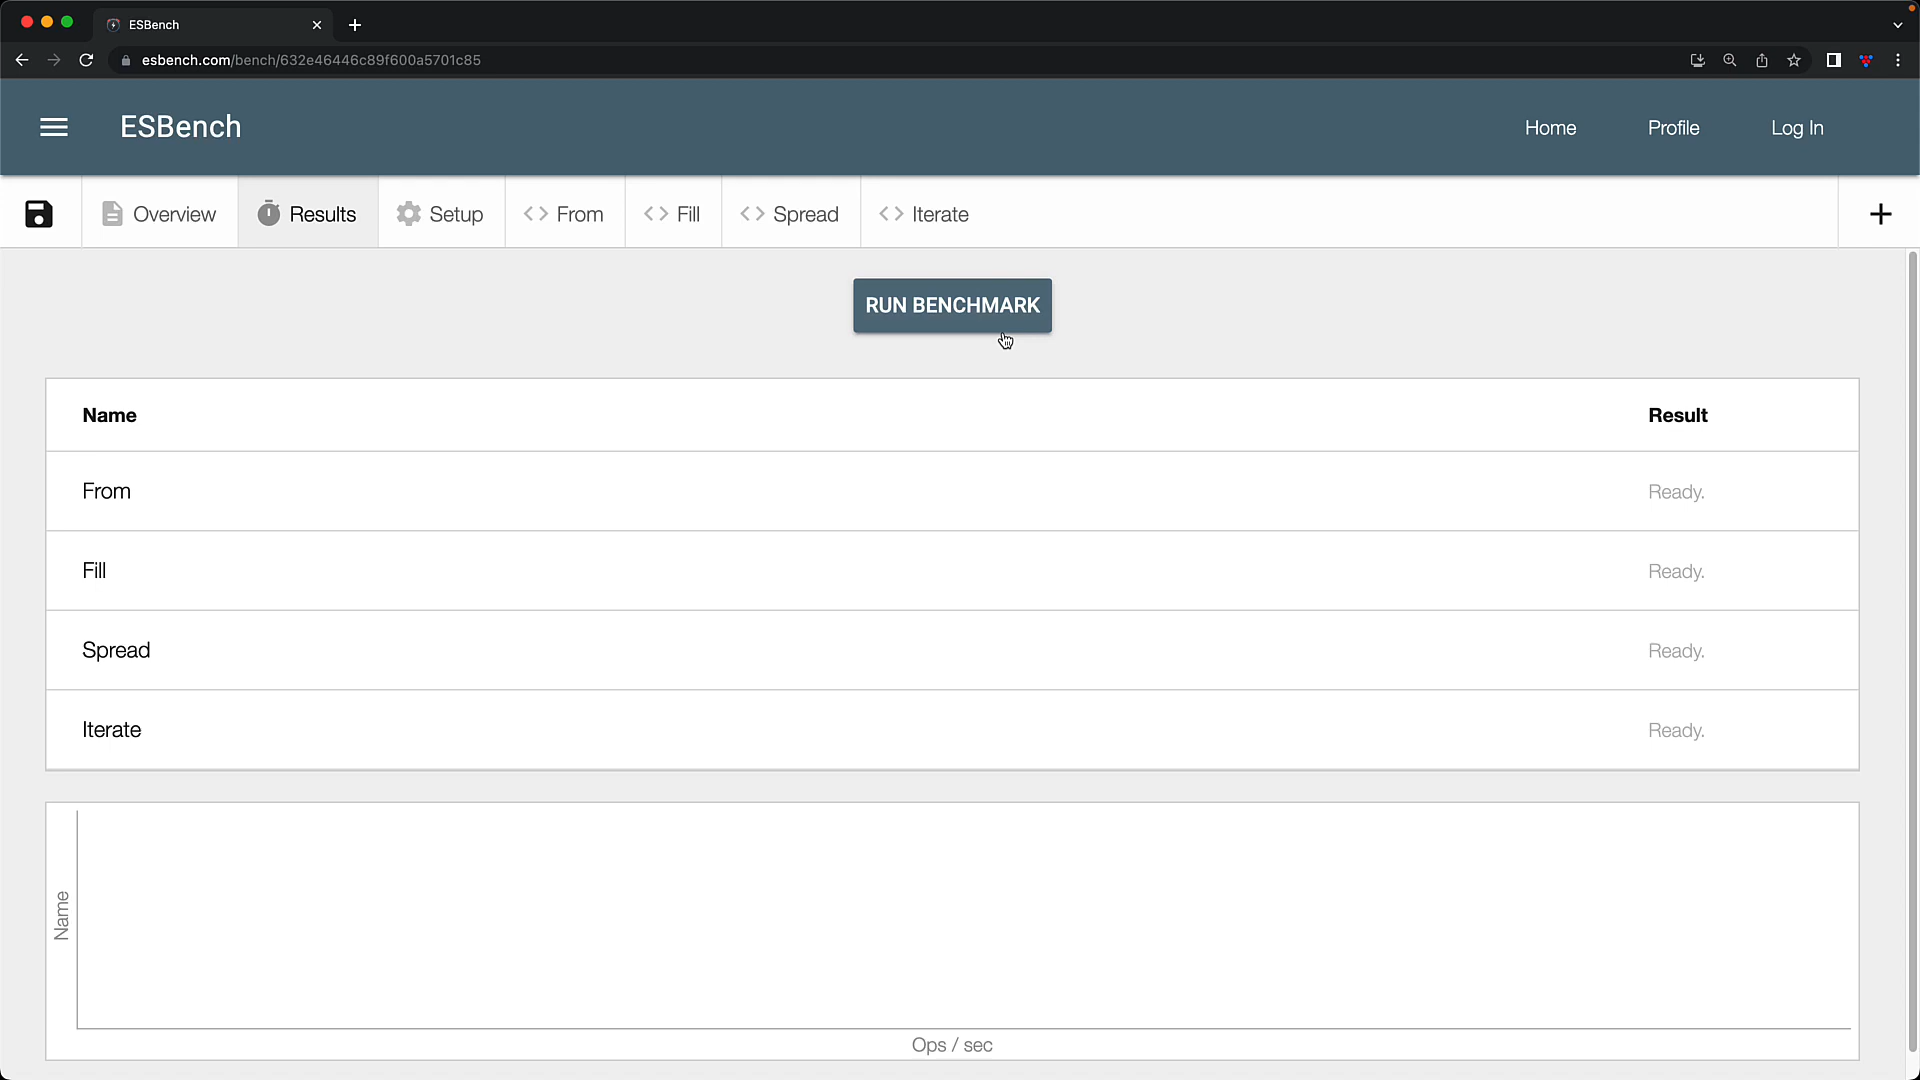 ESBench
esbench.com/bench/632e46446c89f600a5701c85
ESBench
Home
Profile
Log In
Overview
Results
Setup
From
Fill
Spread
Iterate
RUN BENCHMARK
Name
Result
From
Ready.
Fill
Ready.
Spread
Ready.
Iterate
Ready.
Name
Ops / sec